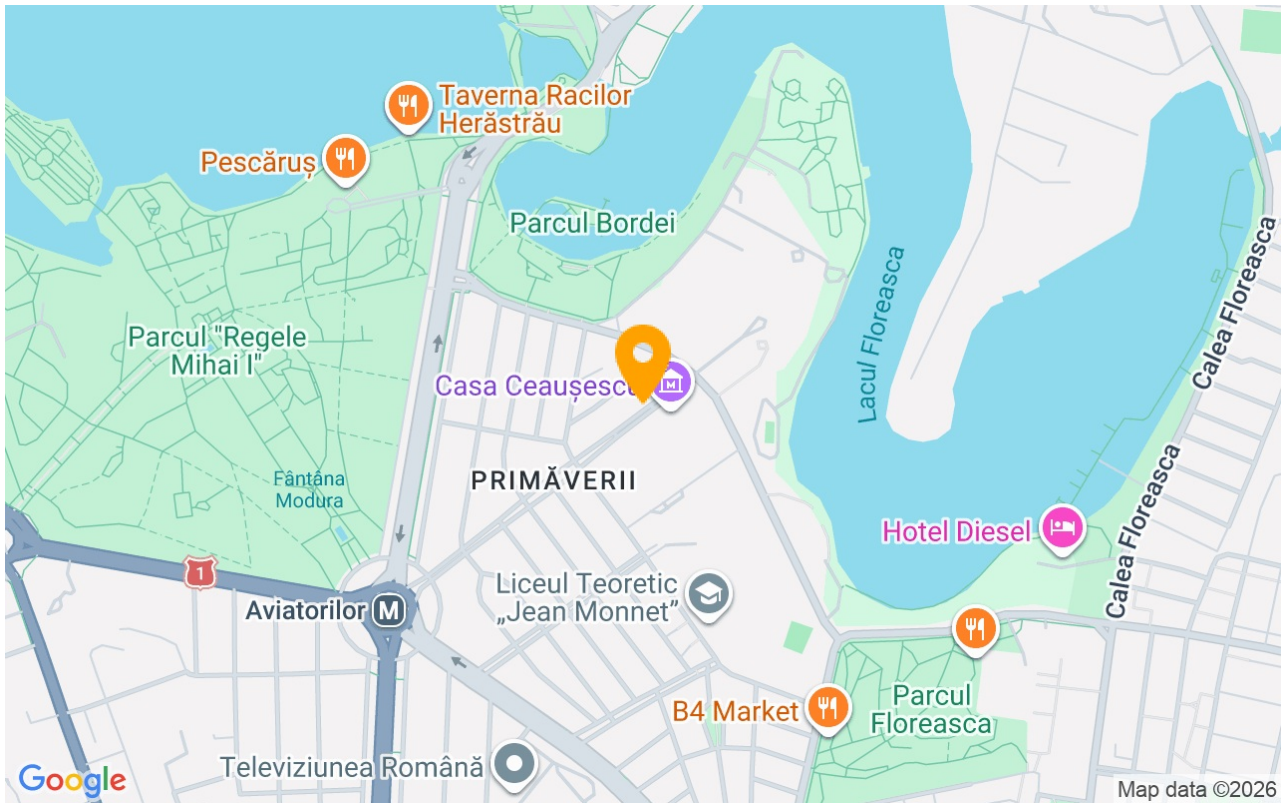 Taverna Racilor
Herăstrău
Pescăruș
Parcul Bordei
Parcul "Regele
Mihai I"
Lacul Floreasca
Calea Floreasca
Casa Ceaușescu
Fântâna
Modura
PRIMĂVERII
Calea Floreasca
Hotel Diesel
1
Liceul Teoretic
„Jean Monnet”
Aviatorilor M
Parcul
Floreasca
B4 Market
Televiziunea Română
Google
Map data ©2026